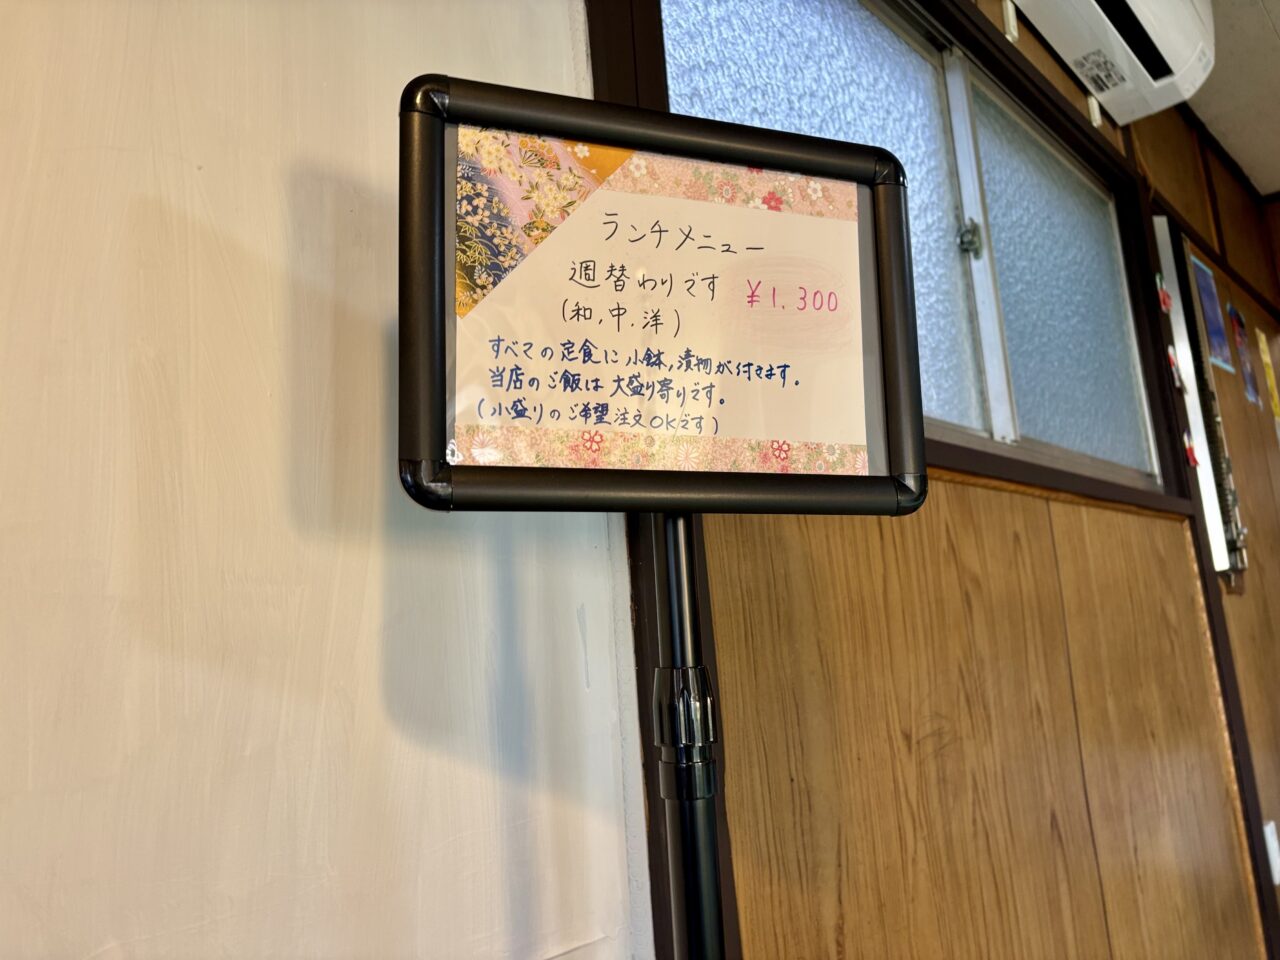 ランチメニュー
週替わりです ¥1,300
(和,中,洋)
すべての定食に小鉢,漬物が付きます。
当店のご飯は大盛り寄りです。
(小盛りのご希望注文OKです)